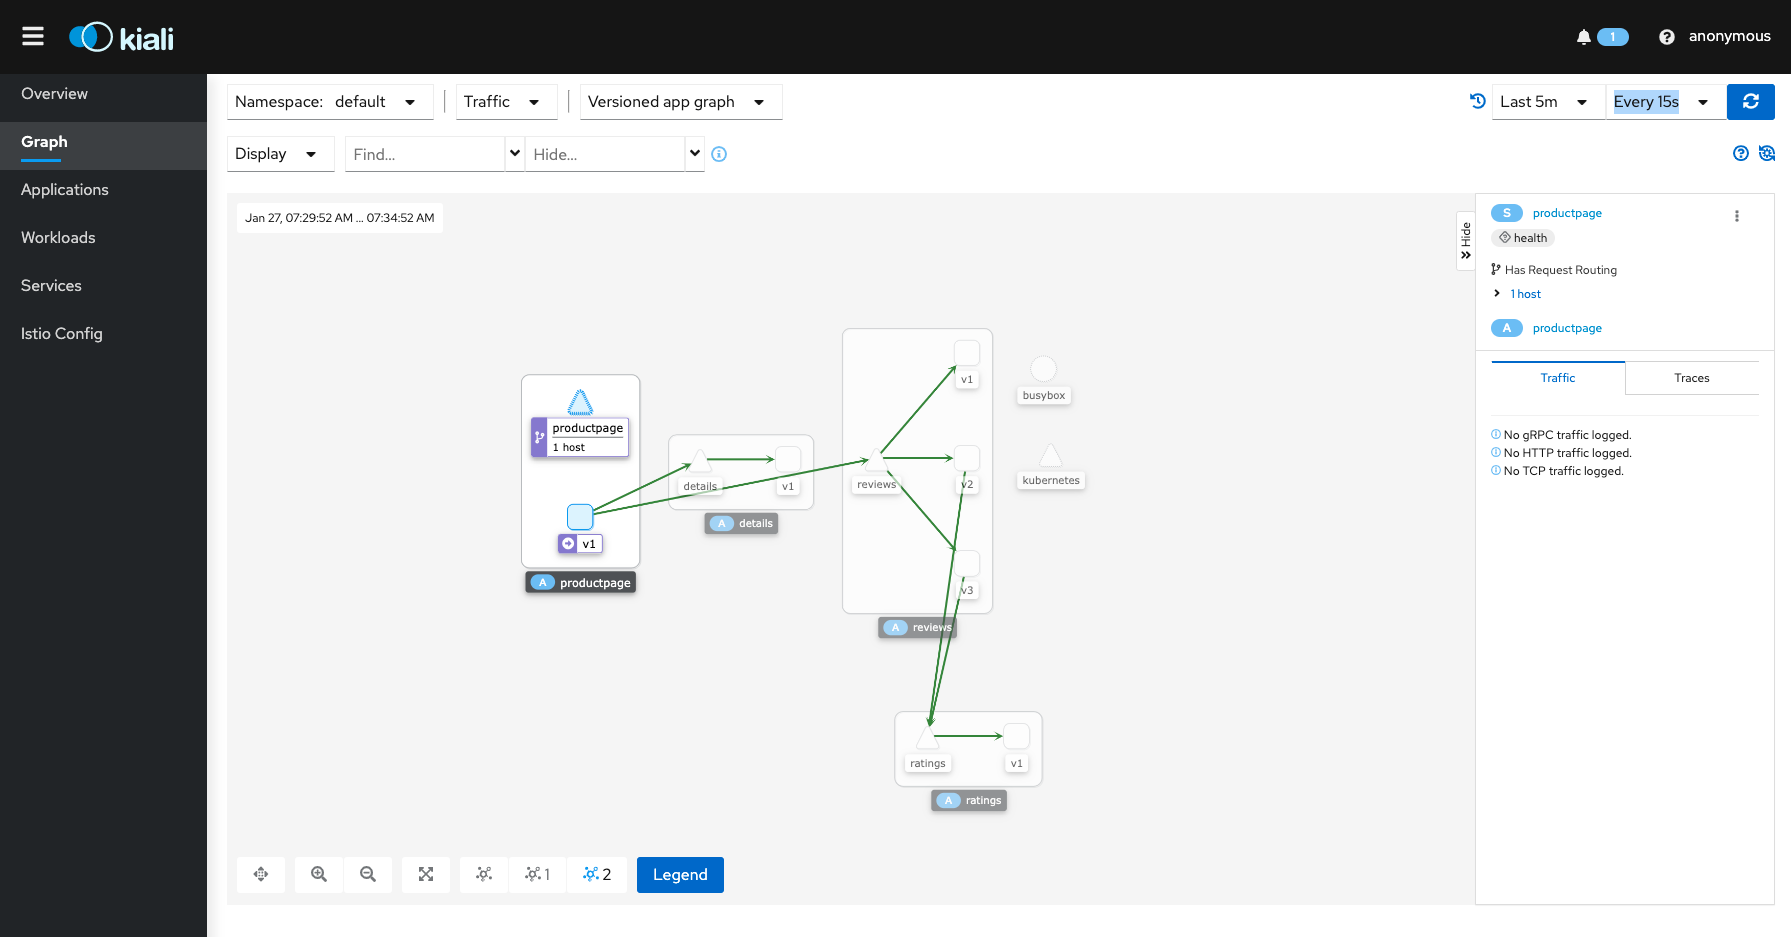 kiali
1
anonymous
Overview
Graph
Applications
Workloads
Services
Istio Config
Namespace: default
Traffic
Versioned app graph
Last 5m
Every 15s
Display
Find...
Hide...
Jan 27, 07:29:52 AM ... 07:34:52 AM
Hide
productpage
1 host
v1
A productpage
details
v1
A details
v1
reviews
v2
v3
A reviews
busybox
kubernetes
ratings
v1
A ratings
1
2
Legend
S productpage
health
Has Request Routing
1 host
A productpage
Traffic
Traces
No gRPC traffic logged.
No HTTP traffic logged.
No TCP traffic logged.